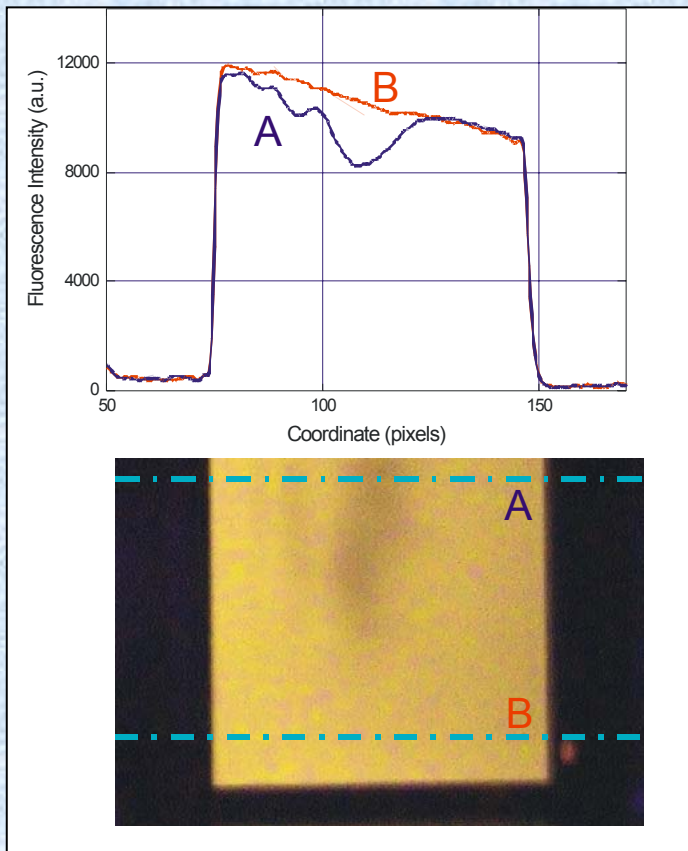 Fluorescence Intensity (a.u.)
12000
8000
4000
0
B
A
50
100
150
Coordinate (pixels)
A
B